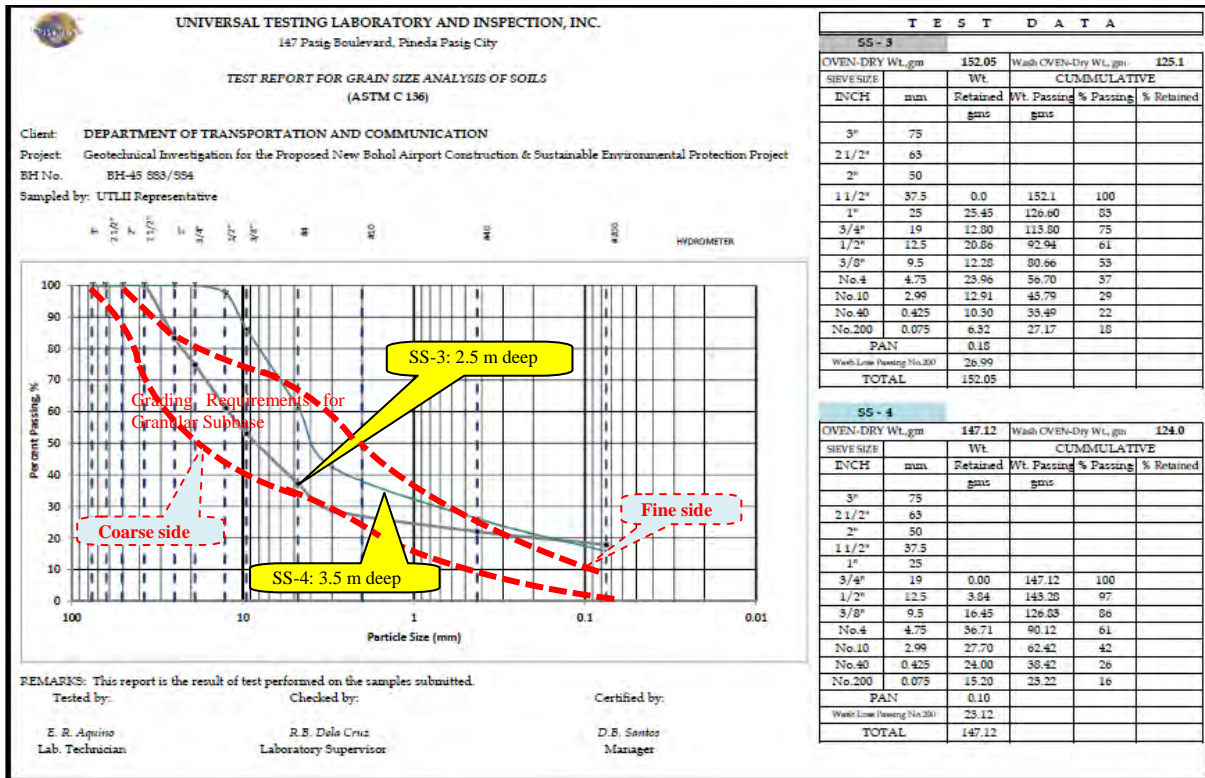 UNIVERSAL TESTING LABORATORY AND INSPECTION, INC.
147 Pasig Boulevard, Pineda Pasig City
TEST REPORT FOR GRAIN SIZE ANALYSIS OF SOILS
(ASTM C 136)
Client: DEPARTMENT OF TRANSPORTATION AND COMMUNICATION
Project: Geotechnical Investigation for the Proposed New Bohol Airport Construction & Sustainable Environmental Protection Project
BH No. BH-45 SS3/SS4
Sampled by: UTLII Representative
3" 2 1/2" 2" 1 1/2" 1" 3/4" 1/2" 3/8" #4 #10 #40 #200 HYDROMETER
100
90
80
70
60
50
40
30
20
10
0
Percent Passing, %
100 10 1 0.1 0.01
Particle Size (mm)
SS-3: 2.5 m deep
Grading Requirements for
Granular Subbase
Coarse side
Fine side
SS-4: 3.5 m deep
REMARKS: This report is the result of test performed on the samples submitted.
Tested by: Checked by: Certified by:
E. R. Aquino R.B. Dela Cruz D.B. Santos
Lab. Technician Laboratory Supervisor Manager
T E S T D A T A
SS - 3
OVEN-DRY Wt.,gm 152.05 Wash OVEN-Dry Wt., gm 125.1
SIEVE SIZE Wt. CUMMULATIVE
INCH mm Retained Wt. Passing % Passing % Retained
gms gms
3" 75
2 1/2" 63
2" 50
1 1/2" 37.5 0.0 152.1 100
1" 25 25.45 126.60 83
3/4" 19 12.80 113.80 75
1/2" 12.5 20.86 92.94 61
3/8" 9.5 12.28 80.66 53
No.4 4.75 23.96 56.70 37
No.10 2.99 12.91 43.79 29
No.40 0.425 10.30 33.49 22
No.200 0.075 6.32 27.17 18
PAN 0.18
Wash Loss Passing No.200 26.99
TOTAL 152.05
SS - 4
OVEN-DRY Wt.,gm 147.12 Wash OVEN-Dry Wt., gm 124.0
SIEVE SIZE Wt. CUMMULATIVE
INCH mm Retained Wt. Passing % Passing % Retained
gms gms
3" 75
2 1/2" 63
2" 50
1 1/2" 37.5
1" 25
3/4" 19 0.00 147.12 100
1/2" 12.5 3.84 143.28 97
3/8" 9.5 16.45 126.83 86
No.4 4.75 36.71 90.12 61
No.10 2.99 27.70 62.42 42
No.40 0.425 24.00 38.42 26
No.200 0.075 15.20 23.22 16
PAN 0.10
Wash Loss Passing No.200 23.12
TOTAL 147.12